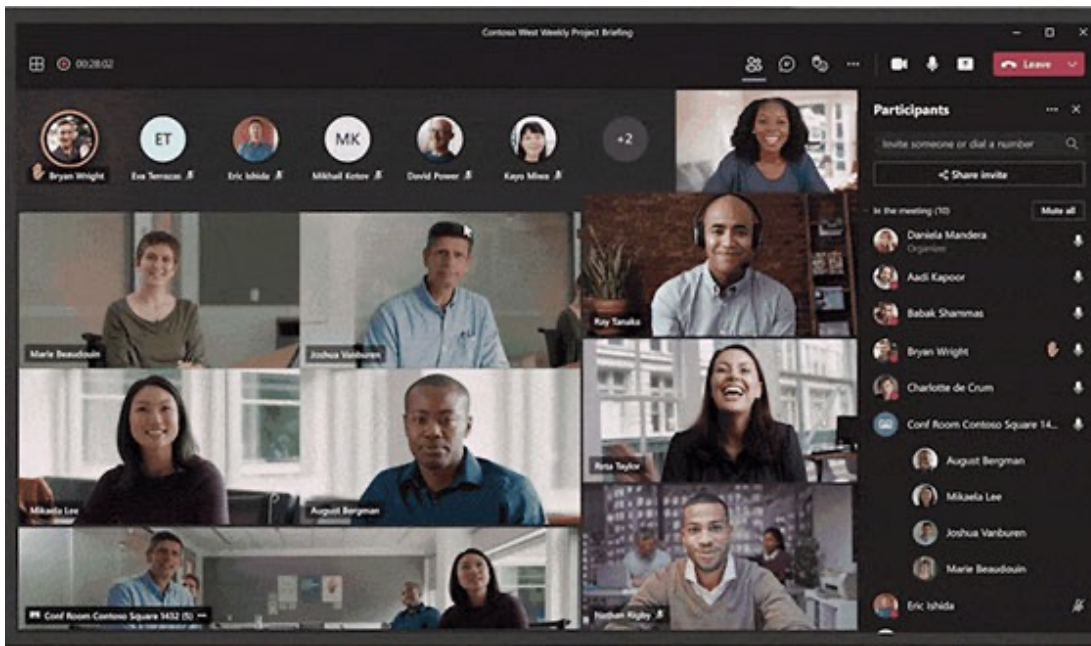 Contoso West Weekly Project Briefing
00:28:02
Leave
Bryan Wright
ET
Eva Terrazas
Eric Ishida
MK
Mikhail Kotov
David Power
Kayo Miwa
+2
Marie Beaudouin
Joshua Vanburen
Roy Tanaka
Mikaela Lee
August Bergman
Reta Taylor
Conf Room Contoso Square 1432 (5)
Nathan Rigby
Participants
Invite someone or dial a number
Share invite
In the meeting (10)
Mute all
Daniela Mandera
Organizer
Aadi Kapoor
Babak Shammas
Bryan Wright
Charlotte de Crum
Conf Room Contoso Square 14...
August Bergman
Mikaela Lee
Joshua Vanburen
Marie Beaudouin
Eric Ishida